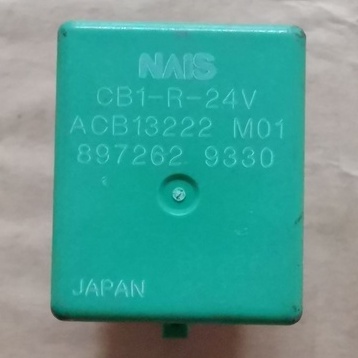 NAIS
CB1-R-24V
ACB13222 M01
897262 9330
JAPAN